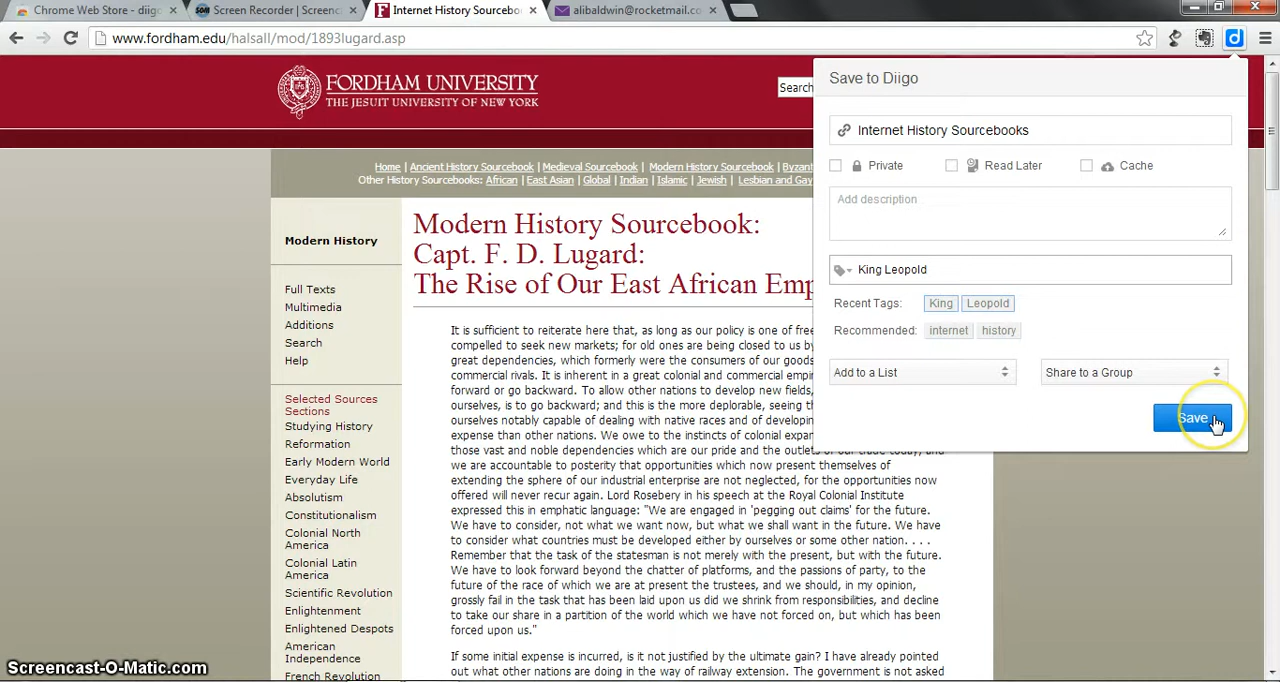 Chrome Web Store - diigo
Screen Recorder | Screenc
Internet History Sourcebo
alibaldwin@rocketmail.co
www.fordham.edu/halsall/mod/1893lugard.asp
FORDHAM UNIVERSITY
THE JESUIT UNIVERSITY OF NEW YORK
Search
Home | Ancient History Sourcebook | Medieval Sourcebook | Modern History Sourcebook | Byzan
Other History Sourcebooks: African | East Asian | Global | Indian | Islamic | Jewish | Lesbian and Gay
Modern History
Full Texts
Multimedia
Additions
Search
Help
Selected Sources
Sections
Studying History
Reformation
Early Modern World
Everyday Life
Absolutism
Constitutionalism
Colonial North
America
Colonial Latin
America
Scientific Revolution
Enlightenment
Enlightened Despots
American
Independence
French Revolution
Modern History Sourcebook:
Capt. F. D. Lugard:
The Rise of Our East African Emp
It is sufficient to reiterate here that, as long as our policy is one of free
compelled to seek new markets; for old ones are being closed to us by
great dependencies, which formerly were the consumers of our goods
commercial rivals. It is inherent in a great colonial and commercial empi
forward or go backward. To allow other nations to develop new fields,
ourselves, is to go backward; and this is the more deplorable, seeing th
ourselves notably capable of dealing with native races and of developing
expense than other nations. We owe to the instincts of colonial expan
those vast and noble dependencies which are our pride and the outlets of our trade today; and
we are accountable to posterity that opportunities which now present themselves of
extending the sphere of our industrial enterprise are not neglected, for the opportunities now
offered will never recur again. Lord Rosebery in his speech at the Royal Colonial Institute
expressed this in emphatic language: "We are engaged in 'pegging out claims' for the future.
We have to consider, not what we want now, but what we shall want in the future. We have
to consider what countries must be developed either by ourselves or some other nation. . . .
Remember that the task of the statesman is not merely with the present, but with the future.
We have to look forward beyond the chatter of platforms, and the passions of party, to the
future of the race of which we are at present the trustees, and we should, in my opinion,
grossly fail in the task that has been laid upon us did we shrink from responsibilities, and decline
to take our share in a partition of the world which we have not forced on, but which has been
forced upon us."
If some initial expense is incurred, is it not justified by the ultimate gain? I have already pointed
out what other nations are doing in the way of railway extension. The government is not asked
Save to Diigo
Internet History Sourcebooks
Private
Read Later
Cache
Add description
King Leopold
Recent Tags: King Leopold
Recommended: internet history
Add to a List
Share to a Group
Save
Screencast-O-Matic.com